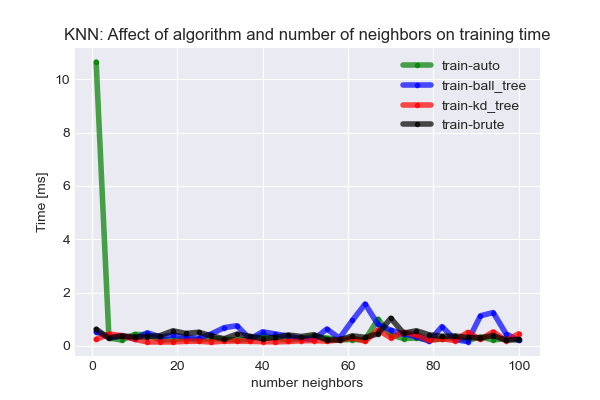 KNN: Affect of algorithm and number of neighbors on training time
train-auto
train-ball_tree
train-kd_tree
train-brute
10
8
6
4
2
0
Time [ms]
0 20 40 60 80 100
number neighbors